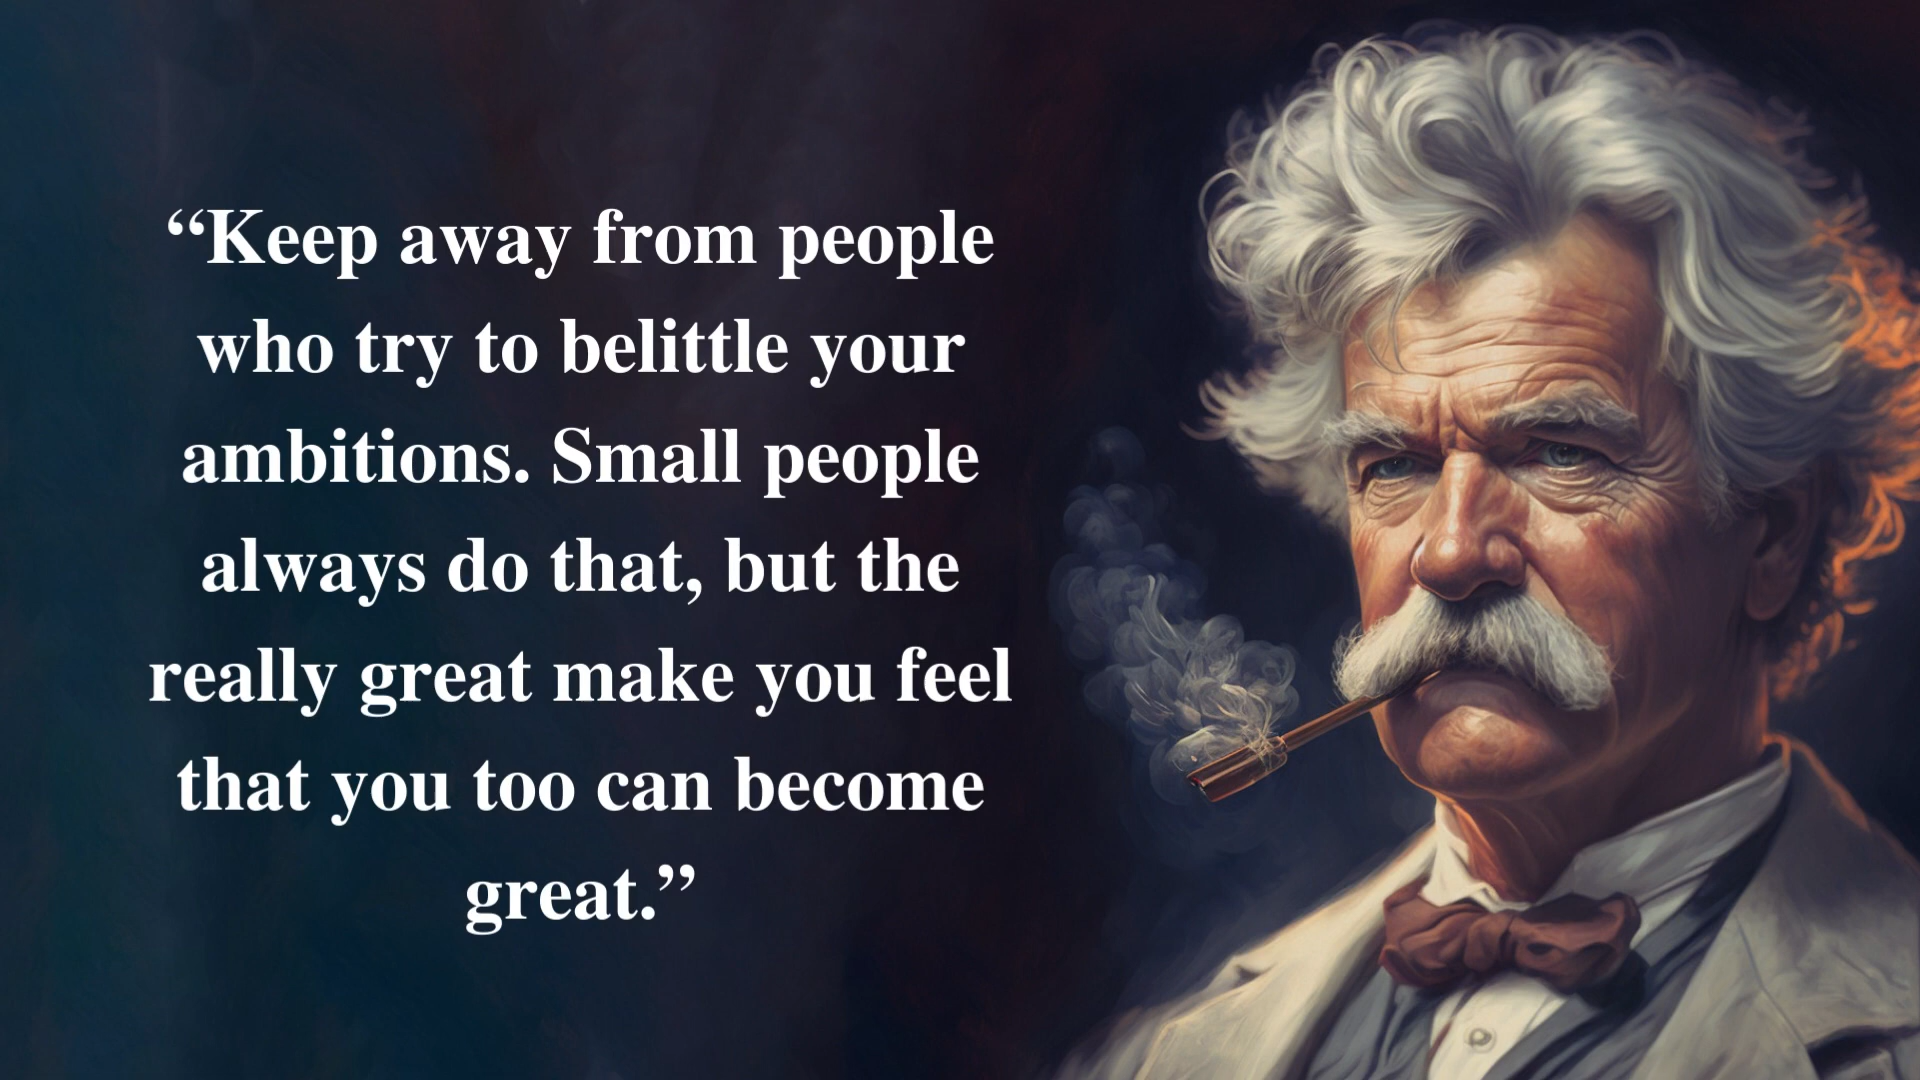 “Keep away from people
who try to belittle your
ambitions. Small people
always do that, but the
really great make you feel
that you too can become
great.”